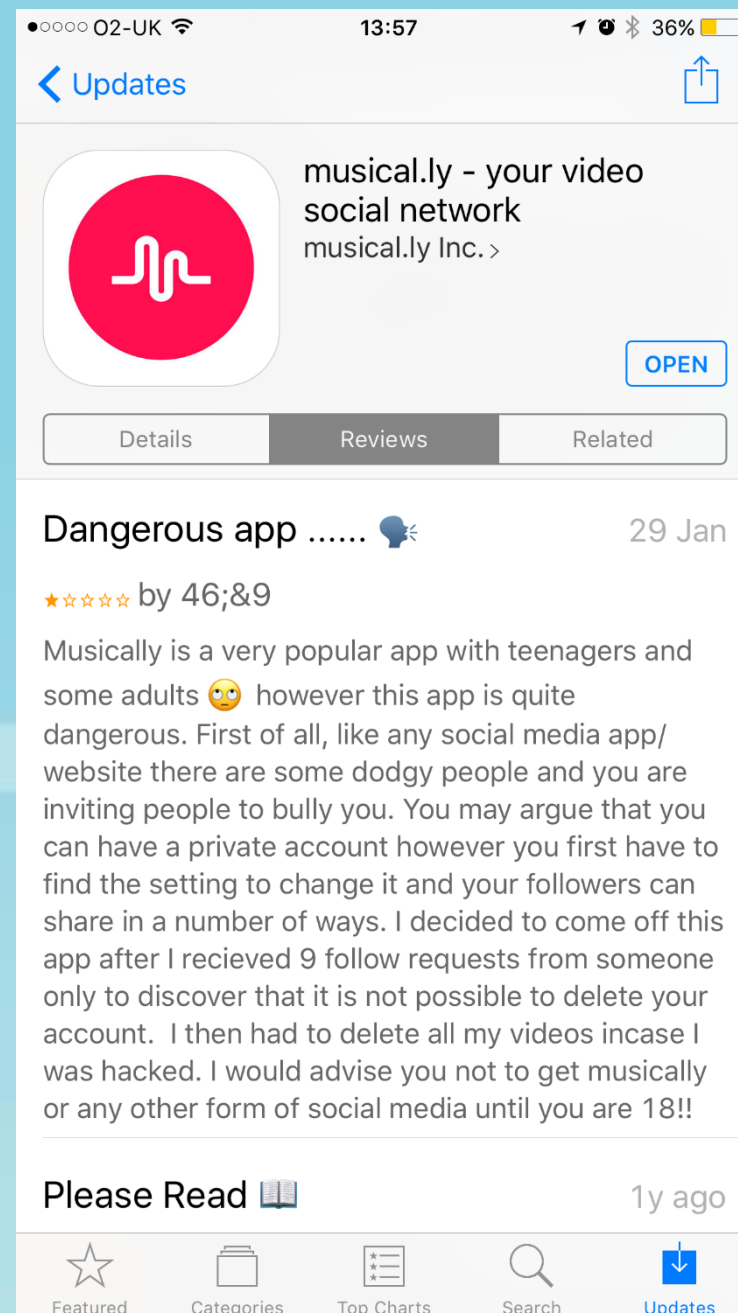 O2-UK 13:57 36%
Updates
musical.ly - your video
social network
musical.ly Inc. >
OPEN
Details Reviews Related
Dangerous app ...... 🗣 29 Jan
★☆☆☆☆ by 46;&9
Musically is a very popular app with teenagers and
some adults 🙄 however this app is quite
dangerous. First of all, like any social media app/
website there are some dodgy people and you are
inviting people to bully you. You may argue that you
can have a private account however you first have to
find the setting to change it and your followers can
share in a number of ways. I decided to come off this
app after I recieved 9 follow requests from someone
only to discover that it is not possible to delete your
account.  I then had to delete all my videos incase I
was hacked. I would advise you not to get musically
or any other form of social media until you are 18!!
Please Read 📖 1y ago
Featured Categories Top Charts Search Updates